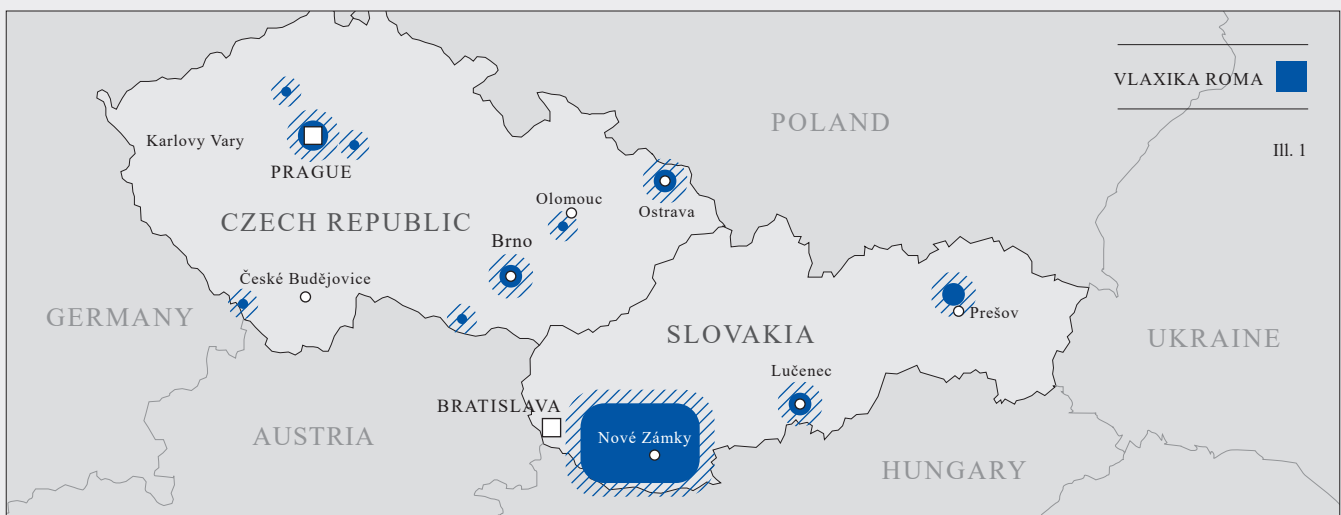 VLAXIKA ROMA
POLAND
Karlovy Vary
Ill. 1
PRAGUE
Olomouc
Ostrava
CZECH REPUBLIC
Brno
České Budějovice
GERMANY
Prešov
SLOVAKIA
UKRAINE
Lučenec
BRATISLAVA
AUSTRIA
Nové Zámky
HUNGARY